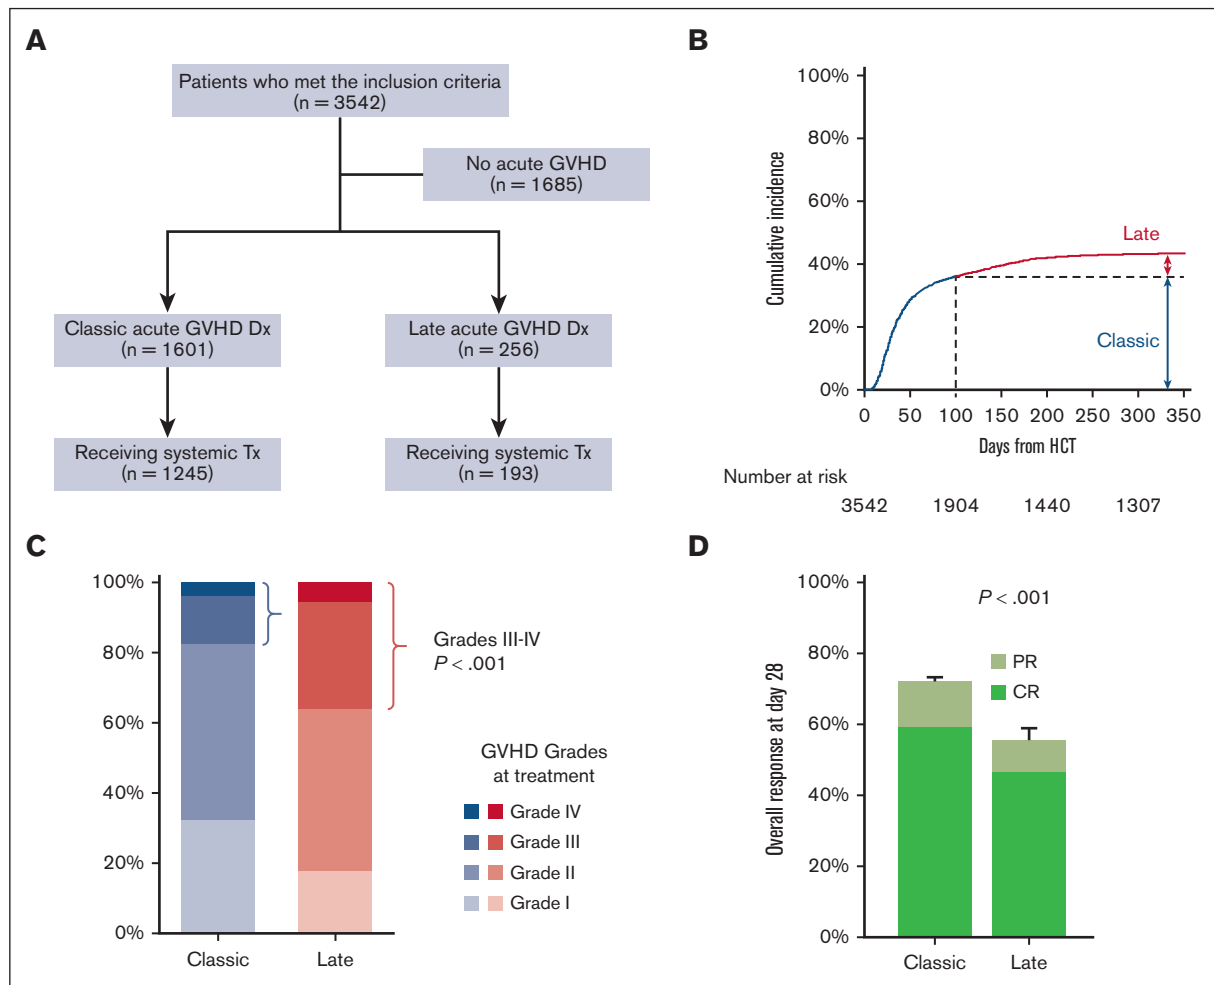 A
Patients who met the inclusion criteria
(n = 3542)
No acute GVHD
(n = 1685)
Classic acute GVHD Dx
(n = 1601)
Late acute GVHD Dx
(n = 256)
Receiving systemic Tx
(n = 1245)
Receiving systemic Tx
(n = 193)
B
Cumulative incidence
100%
80%
60%
40%
20%
0%
Late
Classic
0 50 100 150 200 250 300 350
Days from HCT
Number at risk
3542 1904 1440 1307
C
100%
80%
60%
40%
20%
0%
Classic Late
Grades III-IV
P < .001
GVHD Grades
at treatment
Grade IV
Grade III
Grade II
Grade I
D
Overall response at day 28
100%
80%
60%
40%
20%
0%
P < .001
PR
CR
Classic Late